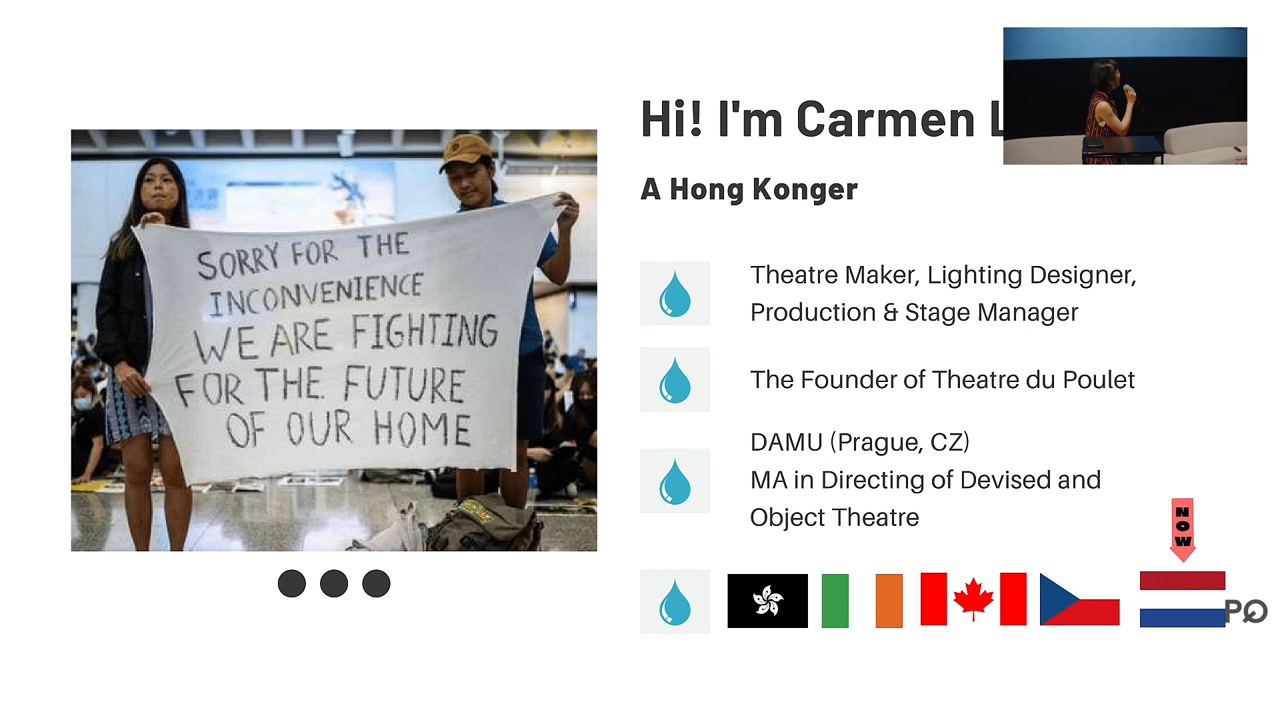 SORRY FOR THE
INCONVENIENCE
WE ARE FIGHTING
FOR THE FUTURE
OF OUR HOME
Hi! I'm Carmen L
A Hong Konger
Theatre Maker, Lighting Designer,
Production & Stage Manager
The Founder of Theatre du Poulet
DAMU (Prague, CZ)
MA in Directing of Devised and
Object Theatre
NOW
PQ